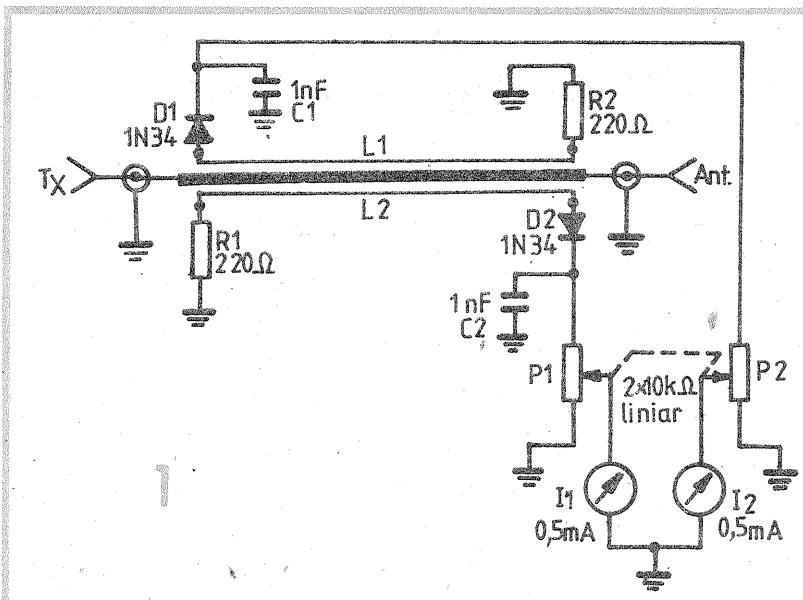 1nF
C1
D1
1N34
R2
220Ω
L1
Tx
Ant.
L2
R1
220Ω
D2
1N34
1nF
C2
P1
2x10kΩ
liniar
P2
I1
0,5mA
I2
0,5mA
1